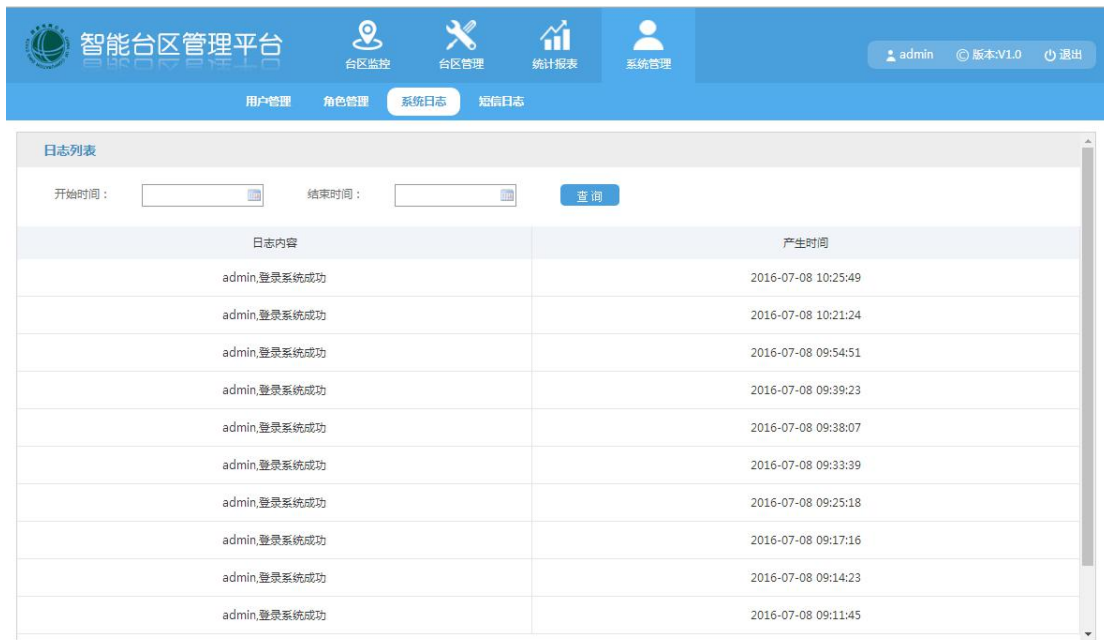 智能台区管理平台
台区监控 台区管理 统计报表 系统管理
admin © 版本:V1.0 退出
用户管理 角色管理 系统日志 短信日志
日志列表
开始时间： 结束时间： 查询
日志内容 产生时间
admin,登录系统成功 2016-07-08 10:25:49
admin,登录系统成功 2016-07-08 10:21:24
admin,登录系统成功 2016-07-08 09:54:51
admin,登录系统成功 2016-07-08 09:39:23
admin,登录系统成功 2016-07-08 09:38:07
admin,登录系统成功 2016-07-08 09:33:39
admin,登录系统成功 2016-07-08 09:25:18
admin,登录系统成功 2016-07-08 09:17:16
admin,登录系统成功 2016-07-08 09:14:23
admin,登录系统成功 2016-07-08 09:11:45